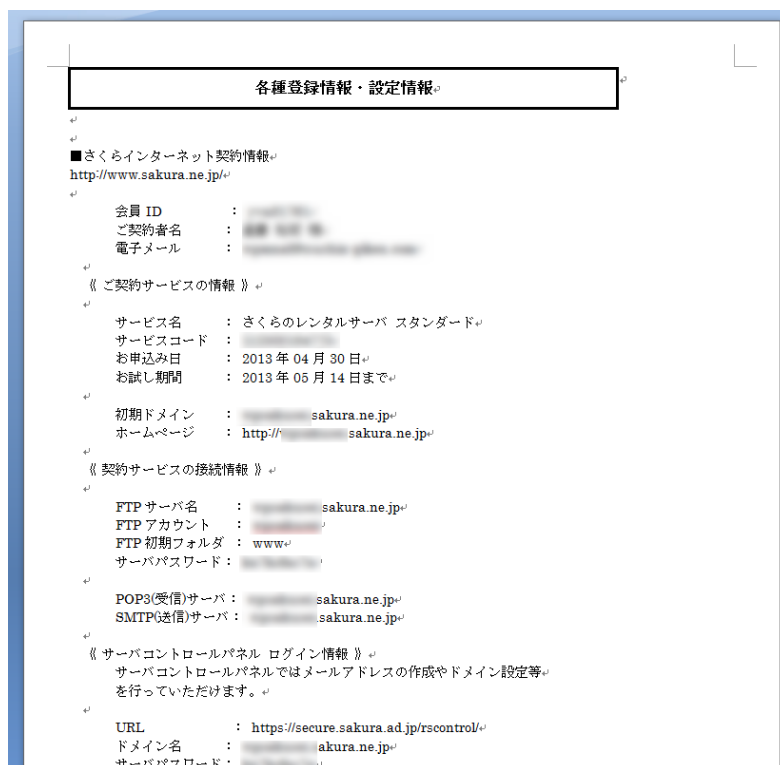 各種登録情報・設定情報
■さくらインターネット契約情報
http://www.sakura.ne.jp/
会員 ID ：
ご契約者名 ：
電子メール ：
《 ご契約サービスの情報 》
サービス名 ： さくらのレンタルサーバ スタンダード
サービスコード ：
お申込み日 ： 2013 年 04 月 30 日
お試し期間 ： 2013 年 05 月 14 日まで
初期ドメイン ： sakura.ne.jp
ホームページ ： http:// sakura.ne.jp
《 契約サービスの接続情報 》
FTP サーバ名 ： sakura.ne.jp
FTP アカウント ：
FTP 初期フォルダ ： www
サーバパスワード：
POP3(受信)サーバ： sakura.ne.jp
SMTP(送信)サーバ： .sakura.ne.jp
《 サーバコントロールパネル ログイン情報 》
サーバコントロールパネルではメールアドレスの作成やドメイン設定等
を行っていただけます。
URL ： https://secure.sakura.ad.jp/rscontrol/
ドメイン名 ： akura.ne.jp
サーバパスワード：